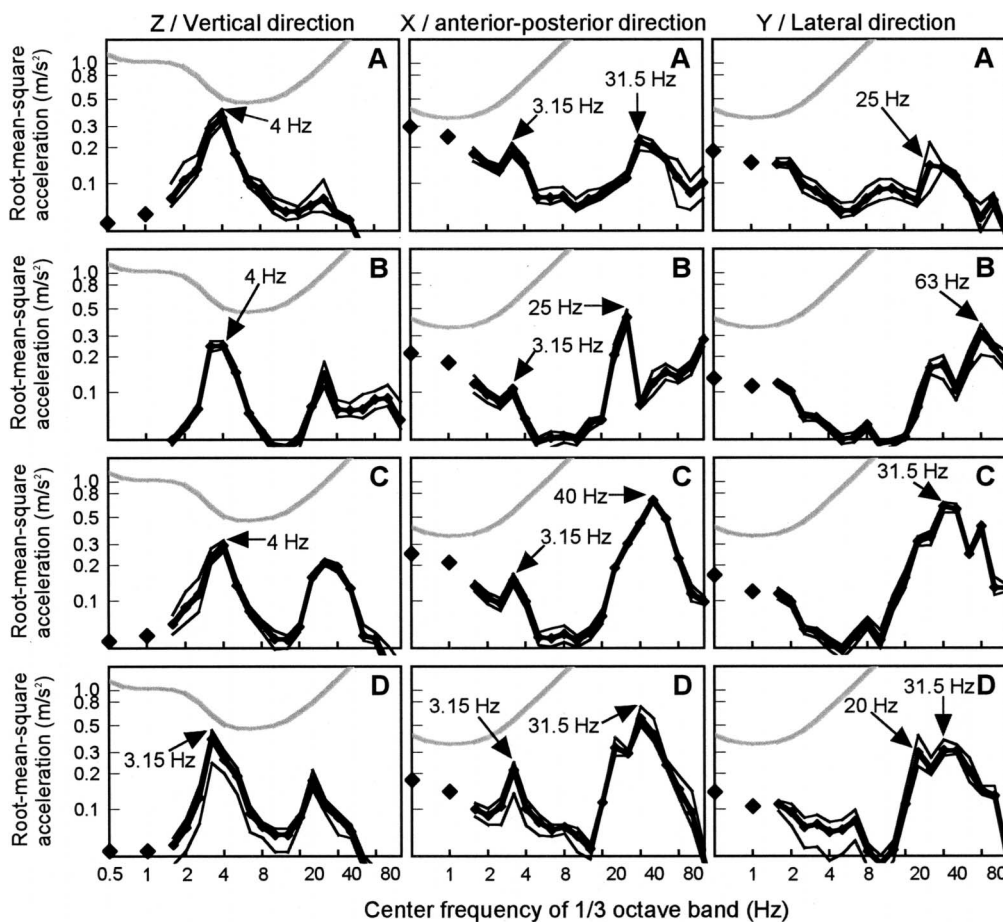 Z / Vertical direction X / anterior-posterior direction Y / Lateral direction
Root-mean-square
acceleration (m/s²)
1.0
0.8
0.5
0.3
0.2
0.1
A
4 Hz
A
3.15 Hz
31.5 Hz
A
25 Hz
Root-mean-square
acceleration (m/s²)
1.0
0.8
0.5
0.3
0.2
0.1
B
4 Hz
B
25 Hz
3.15 Hz
B
63 Hz
Root-mean-square
acceleration (m/s²)
1.0
0.8
0.5
0.3
0.2
0.1
C
4 Hz
C
40 Hz
3.15 Hz
C
31.5 Hz
Root-mean-square
acceleration (m/s²)
1.0
0.8
0.5
0.3
0.2
0.1
D
3.15 Hz
D
3.15 Hz
31.5 Hz
D
31.5 Hz
20 Hz
0.5 1 2 4 8 20 40 80 1 2 4 8 20 40 80 1 2 4 8 20 40 80
Center frequency of 1/3 octave band (Hz)